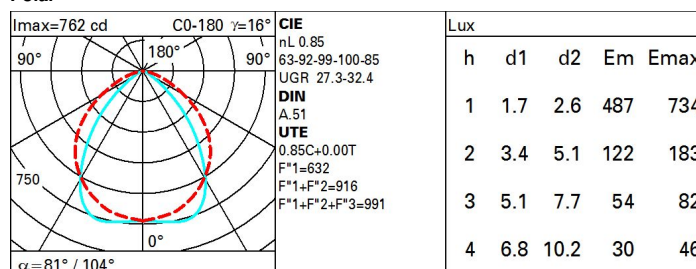 Imax=762 cd C0-180 γ=16°
90° 180° 90°
750
0°
α=81° / 104°
CIE
nL 0.85
63-92-99-100-85
UGR 27.3-32.4
DIN
A.51
UTE
0.85C+0.00T
F"1=632
F"1+F"2=916
F"1+F"2+F"3=991
Lux
h d1 d2 Em Emax
1 1.7 2.6 487 734
2 3.4 5.1 122 183
3 5.1 7.7 54 82
4 6.8 10.2 30 46